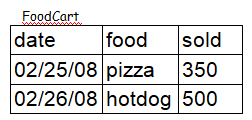 FoodCart
date food sold
02/25/08 pizza 350
02/26/08 hotdog 500